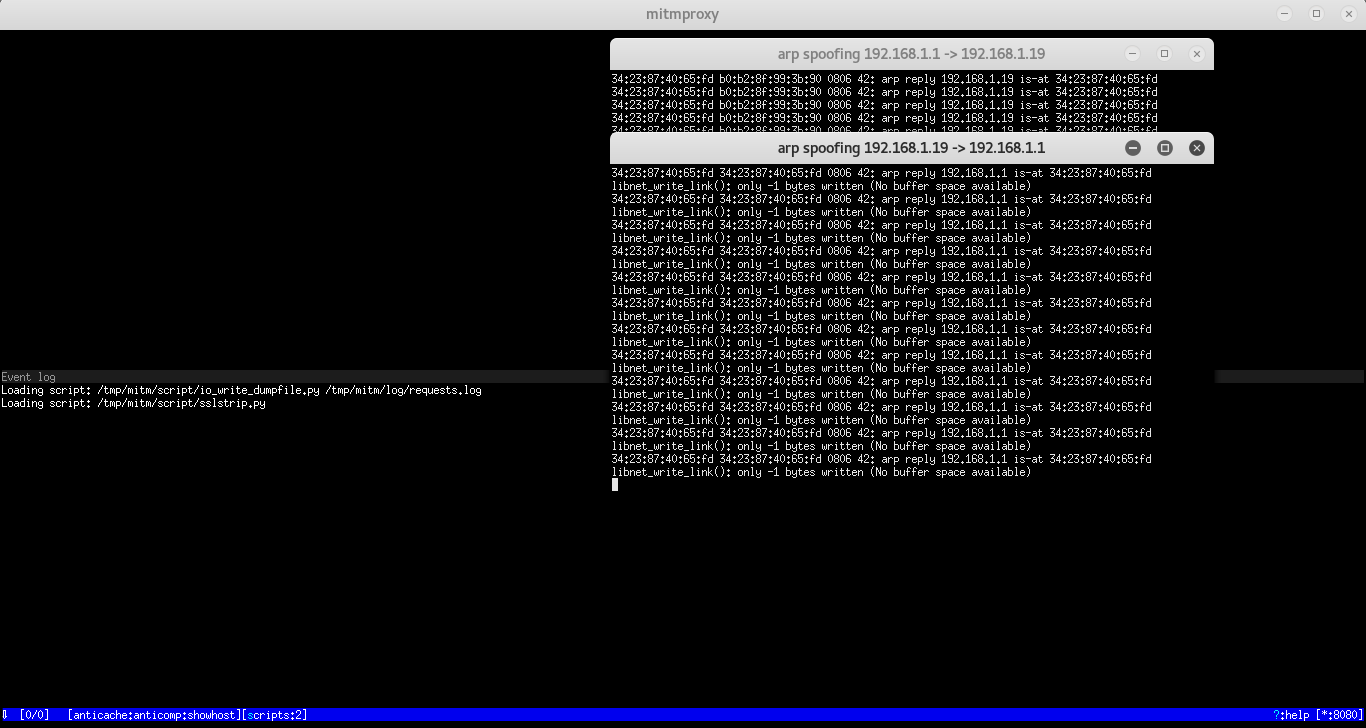 mitmproxy
arp spoofing 192.168.1.1 -> 192.168.1.19
34:23:87:40:65:fd b0:b2:8f:99:3b:90 0806 42: arp reply 192.168.1.19 is-at 34:23:87:40:65:fd
34:23:87:40:65:fd b0:b2:8f:99:3b:90 0806 42: arp reply 192.168.1.19 is-at 34:23:87:40:65:fd
34:23:87:40:65:fd b0:b2:8f:99:3b:90 0806 42: arp reply 192.168.1.19 is-at 34:23:87:40:65:fd
34:23:87:40:65:fd b0:b2:8f:99:3b:90 0806 42: arp reply 192.168.1.19 is-at 34:23:87:40:65:fd
34:23:87:40:65:fd b0:b2:8f:99:3b:90 0806 42: arp reply 192.168.1.19 is-at 34:23:87:40:65:fd
arp spoofing 192.168.1.19 -> 192.168.1.1
34:23:87:40:65:fd 34:23:87:40:65:fd 0806 42: arp reply 192.168.1.1 is-at 34:23:87:40:65:fd
libnet_write_link(): only -1 bytes written (No buffer space available)
34:23:87:40:65:fd 34:23:87:40:65:fd 0806 42: arp reply 192.168.1.1 is-at 34:23:87:40:65:fd
libnet_write_link(): only -1 bytes written (No buffer space available)
34:23:87:40:65:fd 34:23:87:40:65:fd 0806 42: arp reply 192.168.1.1 is-at 34:23:87:40:65:fd
libnet_write_link(): only -1 bytes written (No buffer space available)
34:23:87:40:65:fd 34:23:87:40:65:fd 0806 42: arp reply 192.168.1.1 is-at 34:23:87:40:65:fd
libnet_write_link(): only -1 bytes written (No buffer space available)
34:23:87:40:65:fd 34:23:87:40:65:fd 0806 42: arp reply 192.168.1.1 is-at 34:23:87:40:65:fd
libnet_write_link(): only -1 bytes written (No buffer space available)
34:23:87:40:65:fd 34:23:87:40:65:fd 0806 42: arp reply 192.168.1.1 is-at 34:23:87:40:65:fd
libnet_write_link(): only -1 bytes written (No buffer space available)
34:23:87:40:65:fd 34:23:87:40:65:fd 0806 42: arp reply 192.168.1.1 is-at 34:23:87:40:65:fd
libnet_write_link(): only -1 bytes written (No buffer space available)
34:23:87:40:65:fd 34:23:87:40:65:fd 0806 42: arp reply 192.168.1.1 is-at 34:23:87:40:65:fd
libnet_write_link(): only -1 bytes written (No buffer space available)
34:23:87:40:65:fd 34:23:87:40:65:fd 0806 42: arp reply 192.168.1.1 is-at 34:23:87:40:65:fd
libnet_write_link(): only -1 bytes written (No buffer space available)
34:23:87:40:65:fd 34:23:87:40:65:fd 0806 42: arp reply 192.168.1.1 is-at 34:23:87:40:65:fd
libnet_write_link(): only -1 bytes written (No buffer space available)
34:23:87:40:65:fd 34:23:87:40:65:fd 0806 42: arp reply 192.168.1.1 is-at 34:23:87:40:65:fd
libnet_write_link(): only -1 bytes written (No buffer space available)
34:23:87:40:65:fd 34:23:87:40:65:fd 0806 42: arp reply 192.168.1.1 is-at 34:23:87:40:65:fd
libnet_write_link(): only -1 bytes written (No buffer space available)
Event log
Loading script: /tmp/mitm/script/io_write_dumpfile.py /tmp/mitm/log/requests.log
Loading script: /tmp/mitm/script/sslstrip.py
⇩ [0/0] [anticache:anticomp:showhost][scripts:2] ?:help [*:8080]